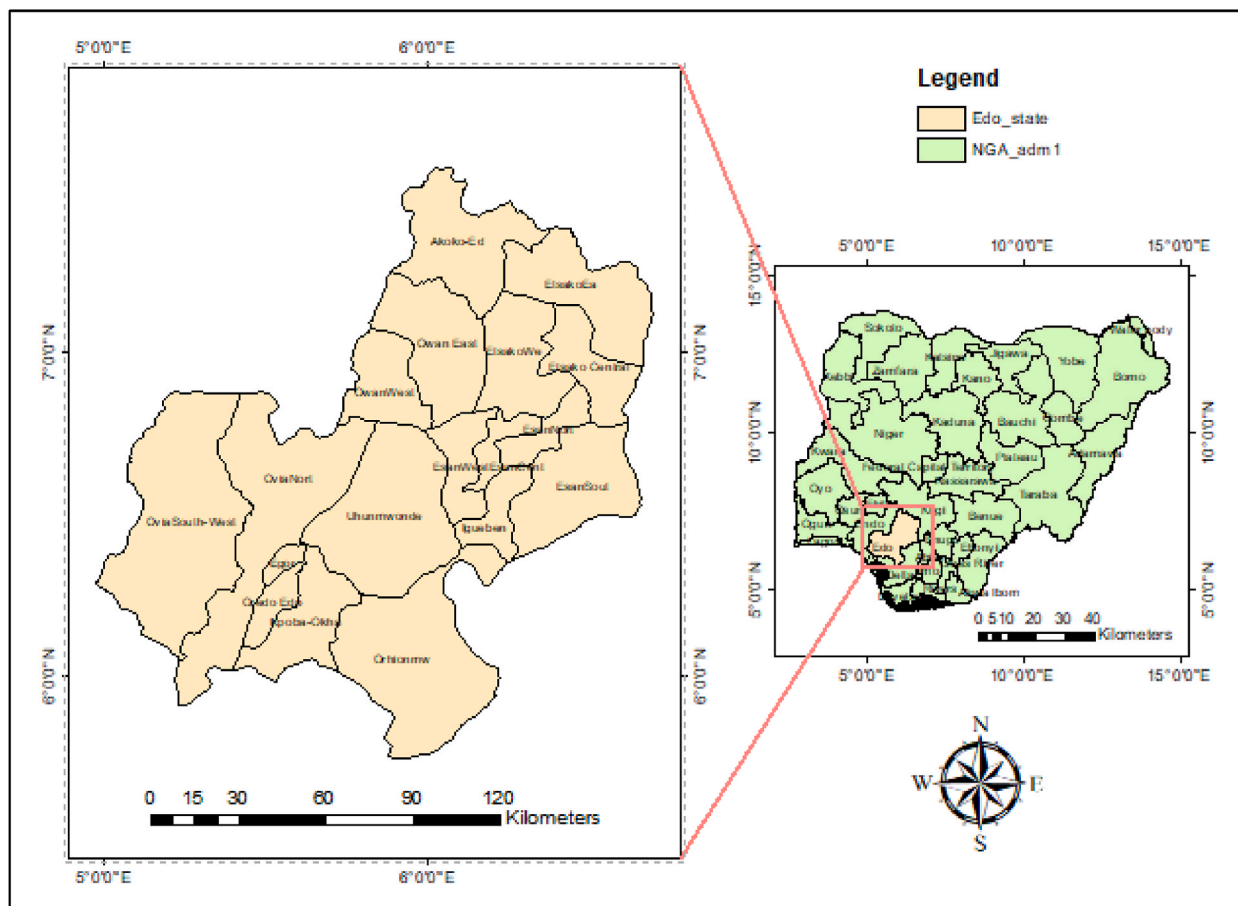 5°0'0"E 6°0'0"E
Legend
Edo_state
NGA_adm1
Akoko-Ed
EtsakoEa
Owan East
EtsakoWe
Etsako Central
OwanWest
EsanNort
EsanWest
EsanCent
EsanSout
OviaNort
OviaSouth-West
Uhunmwonde
Igueben
Egor
Oredo Edo
Ikpoba-Okha
Orhionmw
7°0'0"N
6°0'0"N
7°0'0"N
6°0'0"N
0 15 30 60 90 120
Kilometers
5°0'0"E 6°0'0"E
5°0'0"E 10°0'0"E 15°0'0"E
15°0'0"N
10°0'0"N
5°0'0"N
Sokoto
Katsina
Jigawa
Yobe
Water body
Kebbi
Zamfara
Kano
Borno
Niger
Kaduna
Bauchi
Gombe
Kwara
Plateau
Adamawa
Federal Capital Territory
Nassarawa
Oyo
Taraba
Kogi
Benue
Ogun
Edo
Ebonyi
0 5 10 20 30 40
Kilometers
10°0'0"N
5°0'0"N
5°0'0"E 10°0'0"E 15°0'0"E
N
W E
S